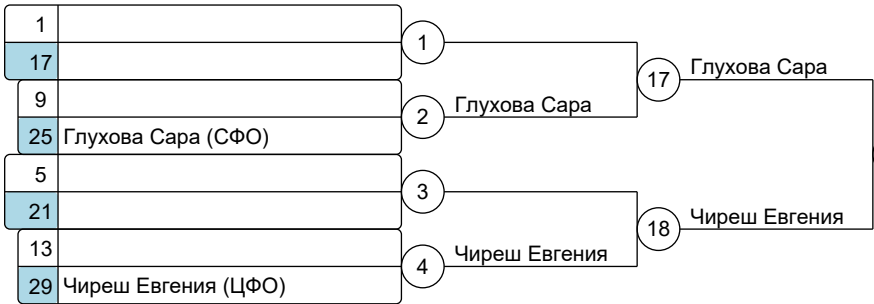 1
1
17
17 Глухова Сара
9
2 Глухова Сара
25 Глухова Сара (СФО)
5
3
21
18 Чиреш Евгения
13
4 Чиреш Евгения
29 Чиреш Евгения (ЦФО)